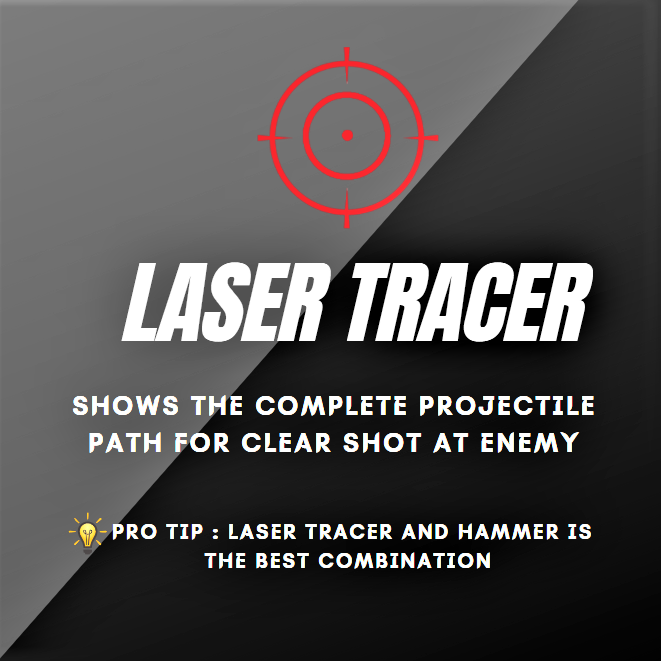 LASER TRACER
SHOWS THE COMPLETE PROJECTILE
PATH FOR CLEAR SHOT AT ENEMY
PRO TIP : LASER TRACER AND HAMMER IS
THE BEST COMBINATION